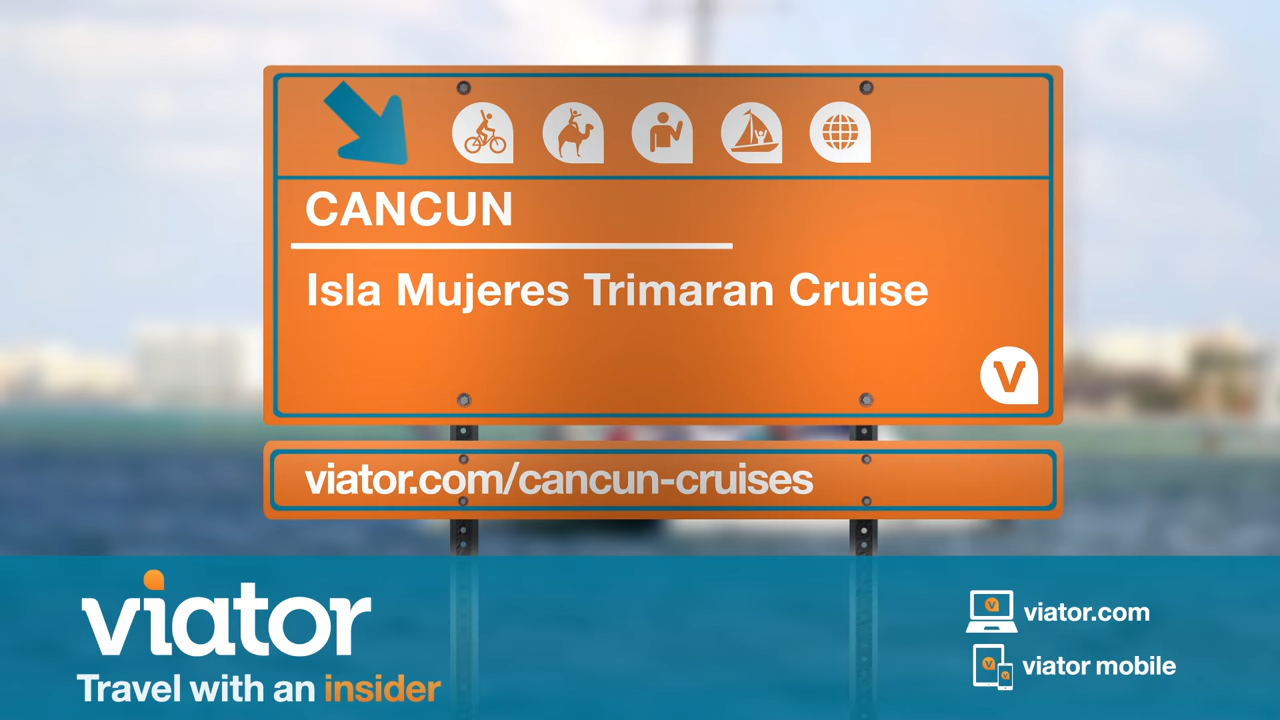 CANCUN
Isla Mujeres Trimaran Cruise
V
viator.com/cancun-cruises
viator
Travel with an insider
V
viator.com
V
V
viator mobile